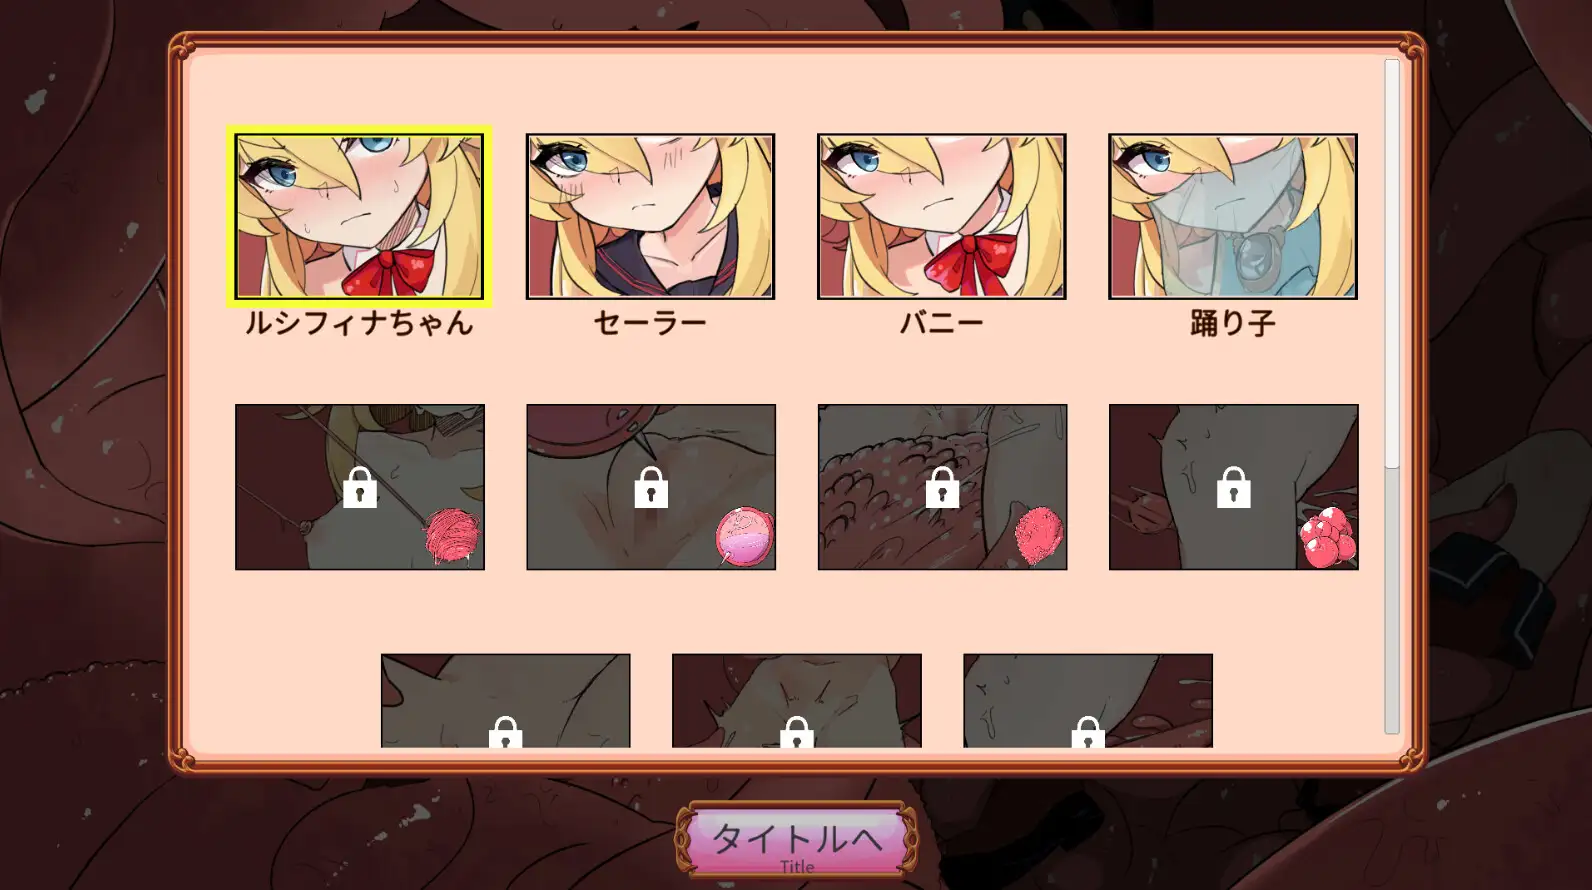 ルシフィナちゃん
セーラー
バニー
踊り子
タイトルへ
Title